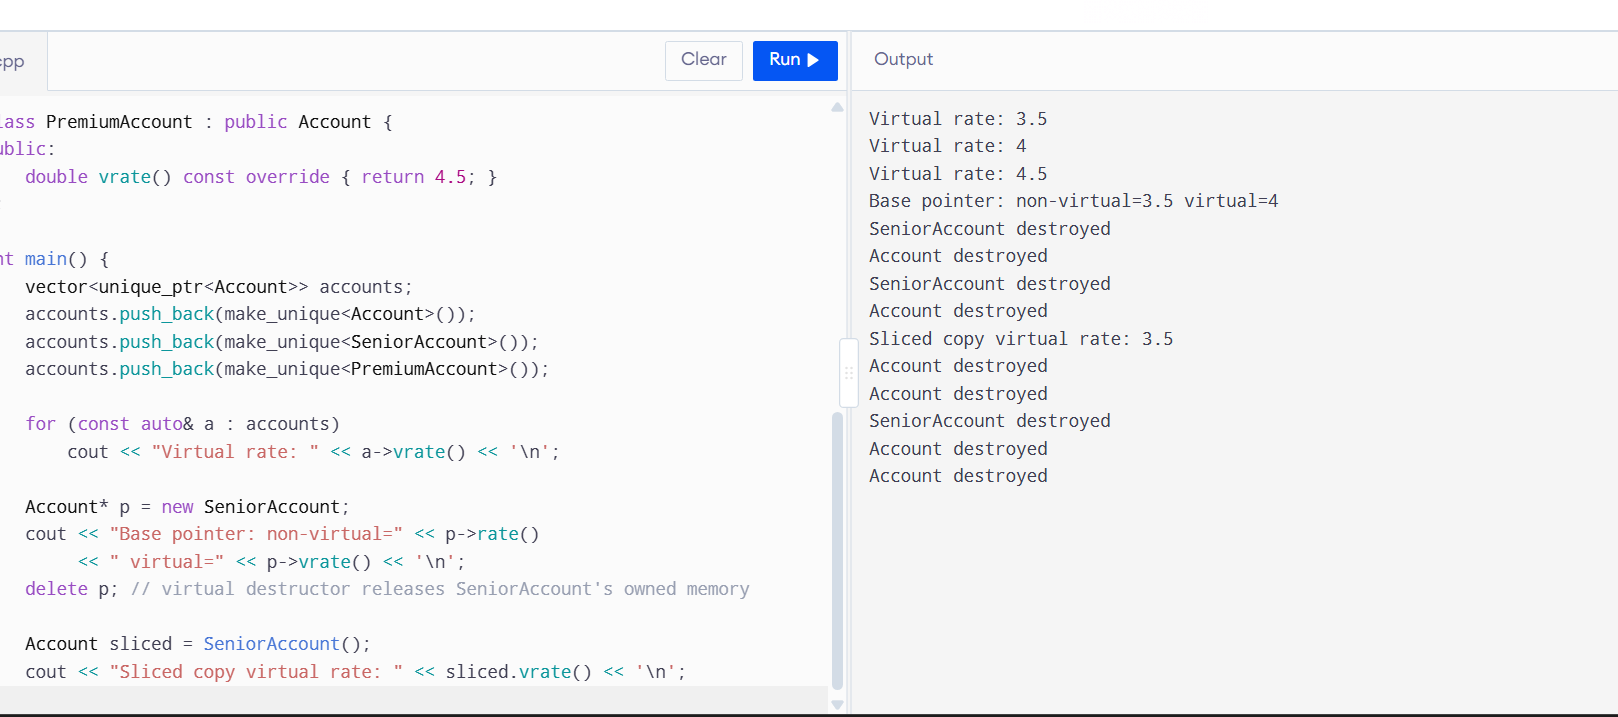 cpp
Clear
Run
Output
lass PremiumAccount : public Account {
ublic:
double vrate() const override { return 4.5; }
nt main() {
vector<unique_ptr<Account>> accounts;
accounts.push_back(make_unique<Account>());
accounts.push_back(make_unique<SeniorAccount>());
accounts.push_back(make_unique<PremiumAccount>());
for (const auto& a : accounts)
cout << "Virtual rate: " << a->vrate() << '\n';
Account* p = new SeniorAccount;
cout << "Base pointer: non-virtual=" << p->rate()
<< " virtual=" << p->vrate() << '\n';
delete p; // virtual destructor releases SeniorAccount's owned memory
Account sliced = SeniorAccount();
cout << "Sliced copy virtual rate: " << sliced.vrate() << '\n';
Virtual rate: 3.5
Virtual rate: 4
Virtual rate: 4.5
Base pointer: non-virtual=3.5 virtual=4
SeniorAccount destroyed
Account destroyed
SeniorAccount destroyed
Account destroyed
Sliced copy virtual rate: 3.5
Account destroyed
Account destroyed
SeniorAccount destroyed
Account destroyed
Account destroyed